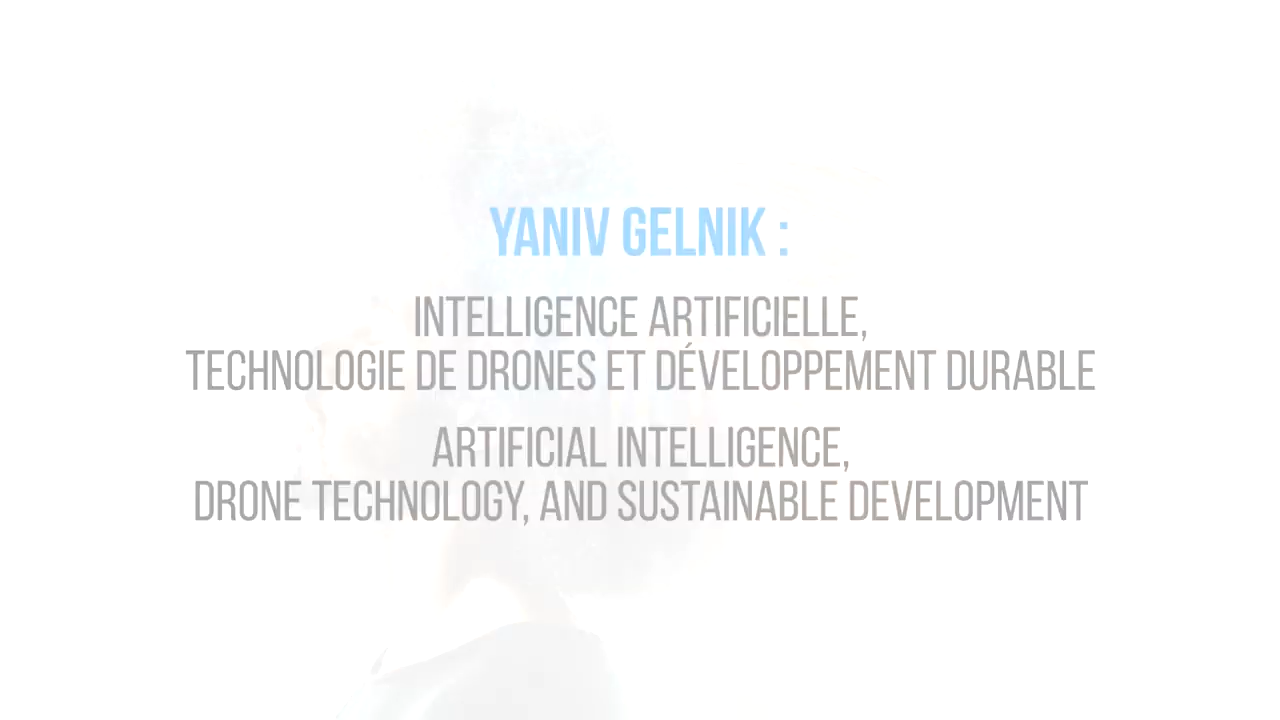 YANIV GELNIK :
INTELLIGENCE ARTIFICIELLE,
TECHNOLOGIE DE DRONES ET DÉVELOPPEMENT DURABLE
ARTIFICIAL INTELLIGENCE,
DRONE TECHNOLOGY, AND SUSTAINABLE DEVELOPMENT